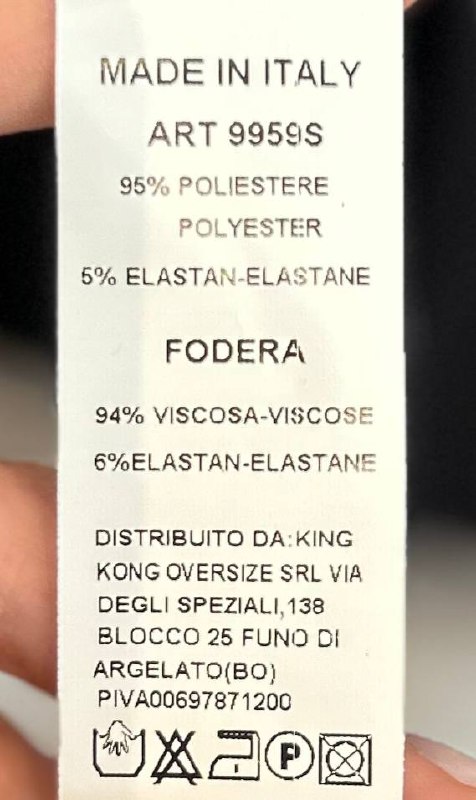 MADE IN ITALY
ART 9959S
95% POLIESTERE
POLYESTER
5% ELASTAN-ELASTANE
FODERA
94% VISCOSA-VISCOSE
6%ELASTAN-ELASTANE
DISTRIBUITO DA:KING
KONG OVERSIZE SRL VIA
DEGLI SPEZIALI,138
BLOCCO 25 FUNO DI
ARGELATO(BO)
PIVA00697871200
P